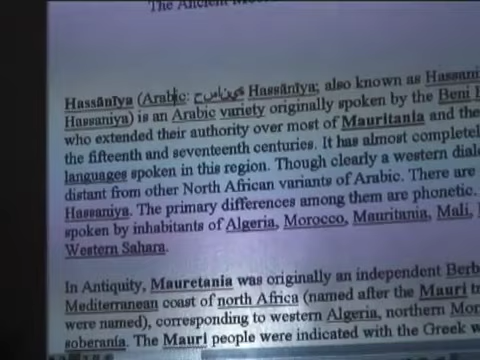 The Ancient
Hassānīya (Arabic: Hassānīya; also known as
Hassaniya) is an Arabic variety originally spoken by the Beni
who extended their authority over most of Mauritania and the
the fifteenth and seventeenth centuries. It has almost completel
languages spoken in this region. Though clearly a western dial
distant from other North African variants of Arabic. There are
Hassaniya. The primary differences among them are phonetic.
spoken by inhabitants of Algeria, Morocco, Mauritania, Mali,
Western Sahara.
In Antiquity, Mauretania was originally an independent Berb
Mediterranean coast of north Africa (named after the Mauri
were named), corresponding to western Algeria, northern Mor
soberanía. The Mauri people were indicated with the Greek w